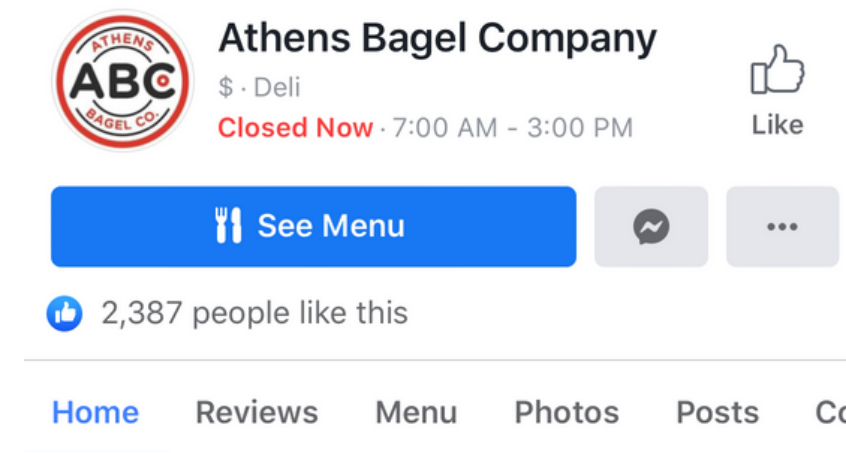 ATHENS
ABC
BAGEL CO.
Athens Bagel Company
$ · Deli
Closed Now · 7:00 AM - 3:00 PM
Like
See Menu
2,387 people like this
Home Reviews Menu Photos Posts Co